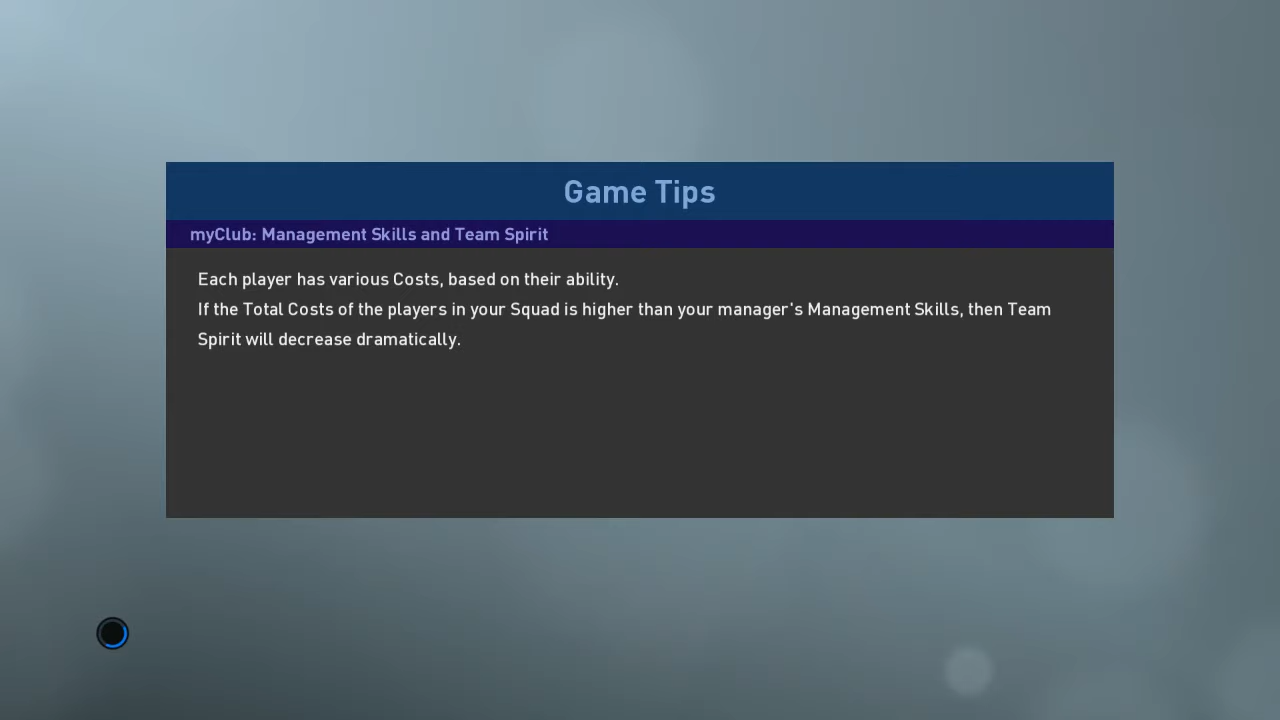 Game Tips
myClub: Management Skills and Team Spirit
Each player has various Costs, based on their ability.
If the Total Costs of the players in your Squad is higher than your manager's Management Skills, then Team
Spirit will decrease dramatically.